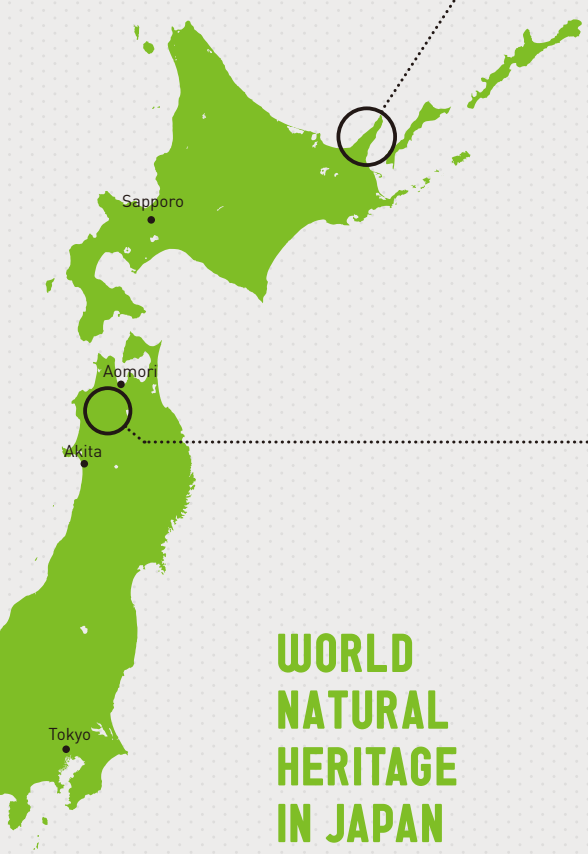 Sapporo
Aomori
Akita
Tokyo
WORLD
NATURAL
HERITAGE
IN JAPAN